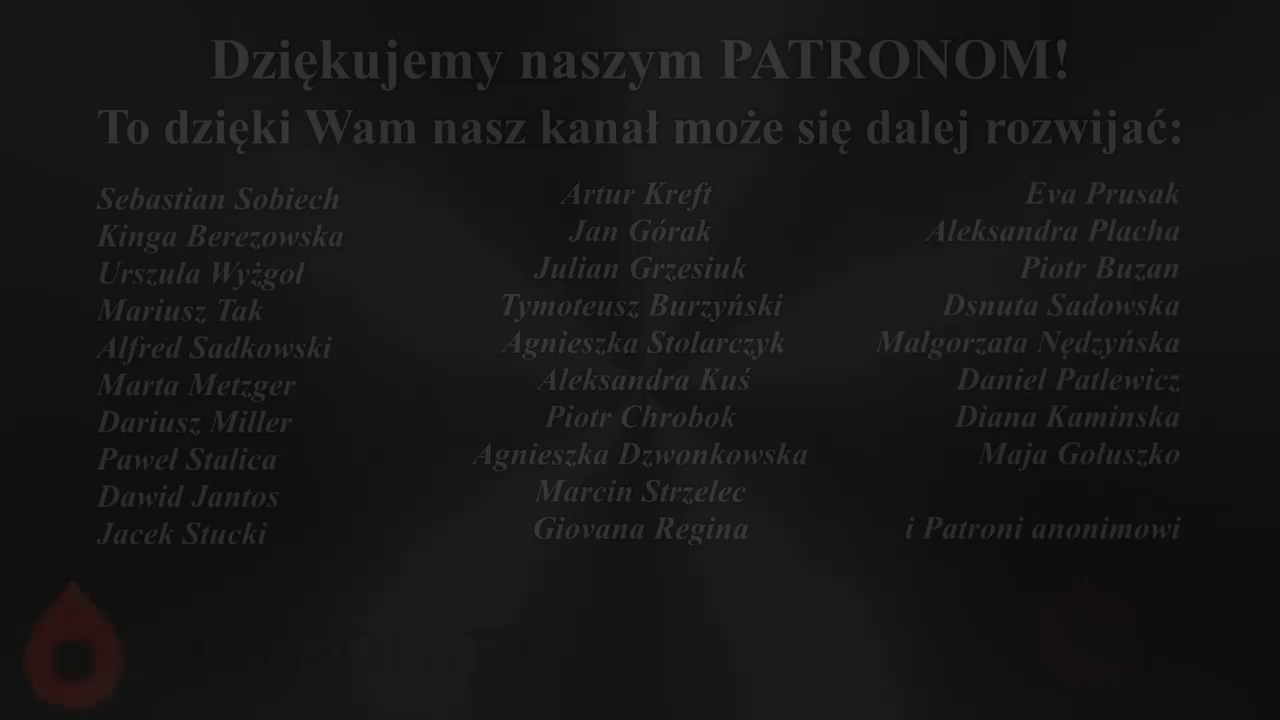 Dziękujemy naszym PATRONOM!
To dzięki Wam nasz kanał może się dalej rozwijać:
Sebastian Sobiech
Kinga Berezowska
Urszula Wyżgoł
Mariusz Tak
Alfred Sadkowski
Marta Metzger
Dariusz Miller
Paweł Stalica
Dawid Jantos
Jacek Stucki
Artur Kreft
Jan Górak
Julian Grzesiuk
Tymoteusz Burzyński
Agnieszka Stolarczyk
Aleksandra Kuś
Piotr Chrobok
Agnieszka Dzwonkowska
Marcin Strzelec
Giovana Regina
Eva Prusak
Aleksandra Płacha
Piotr Buzan
Dsnuta Sadowska
Małgorzata Nędzyńska
Daniel Patlewicz
Diana Kaminska
Maja Gołuszko
i Patroni anonimowi